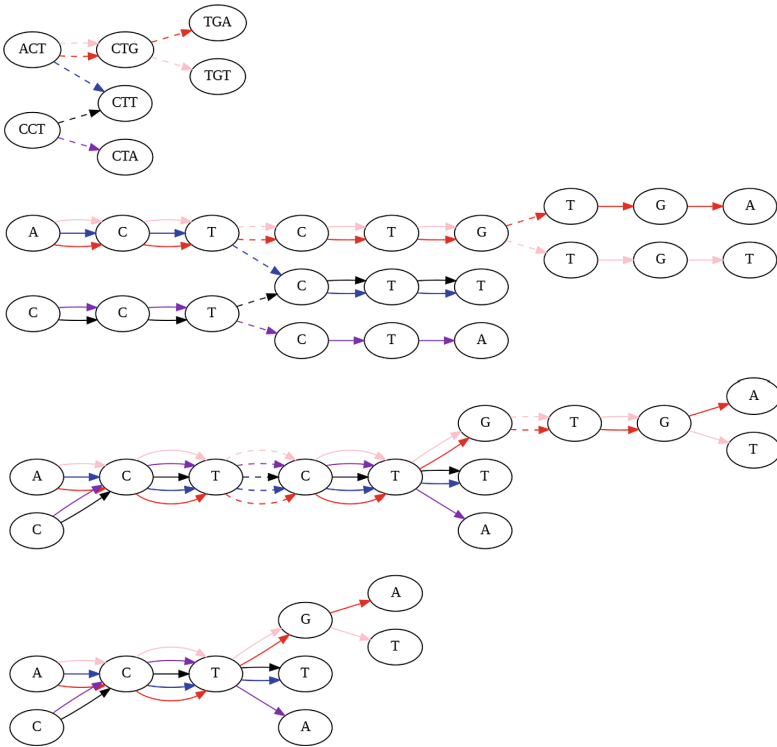 TGA
ACT CTG
TGT
CTT
CCT
CTA
T G A
A C T C T G
T G T
C T T
C C T
C T A
A
G T G
T
A C T C T T
C A
A
G
T
A C T T
C A